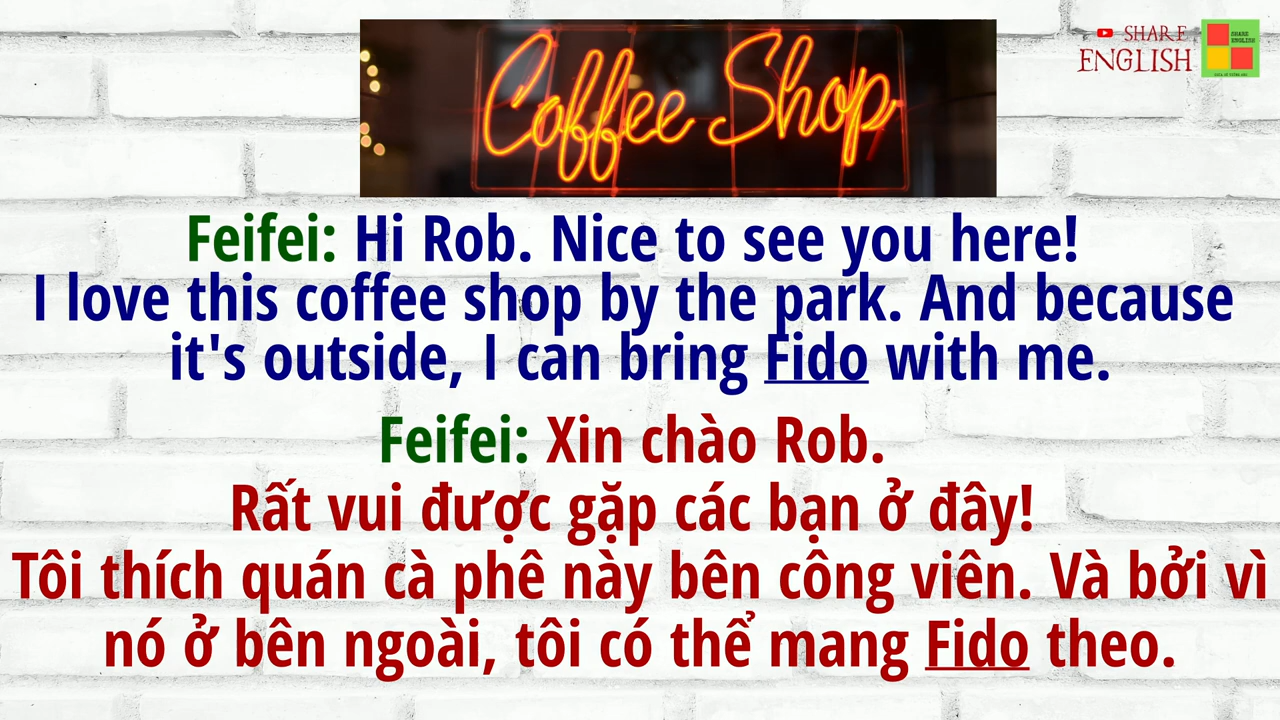 Coffee Shop
SHARE
ENGLISH
SHARE
ENGLISH
Feifei: Hi Rob. Nice to see you here!
I love this coffee shop by the park. And because
it's outside, I can bring Fido with me.
Feifei: Xin chào Rob.
Rất vui được gặp các bạn ở đây!
Tôi thích quán cà phê này bên công viên. Và bởi vì
nó ở bên ngoài, tôi có thể mang Fido theo.